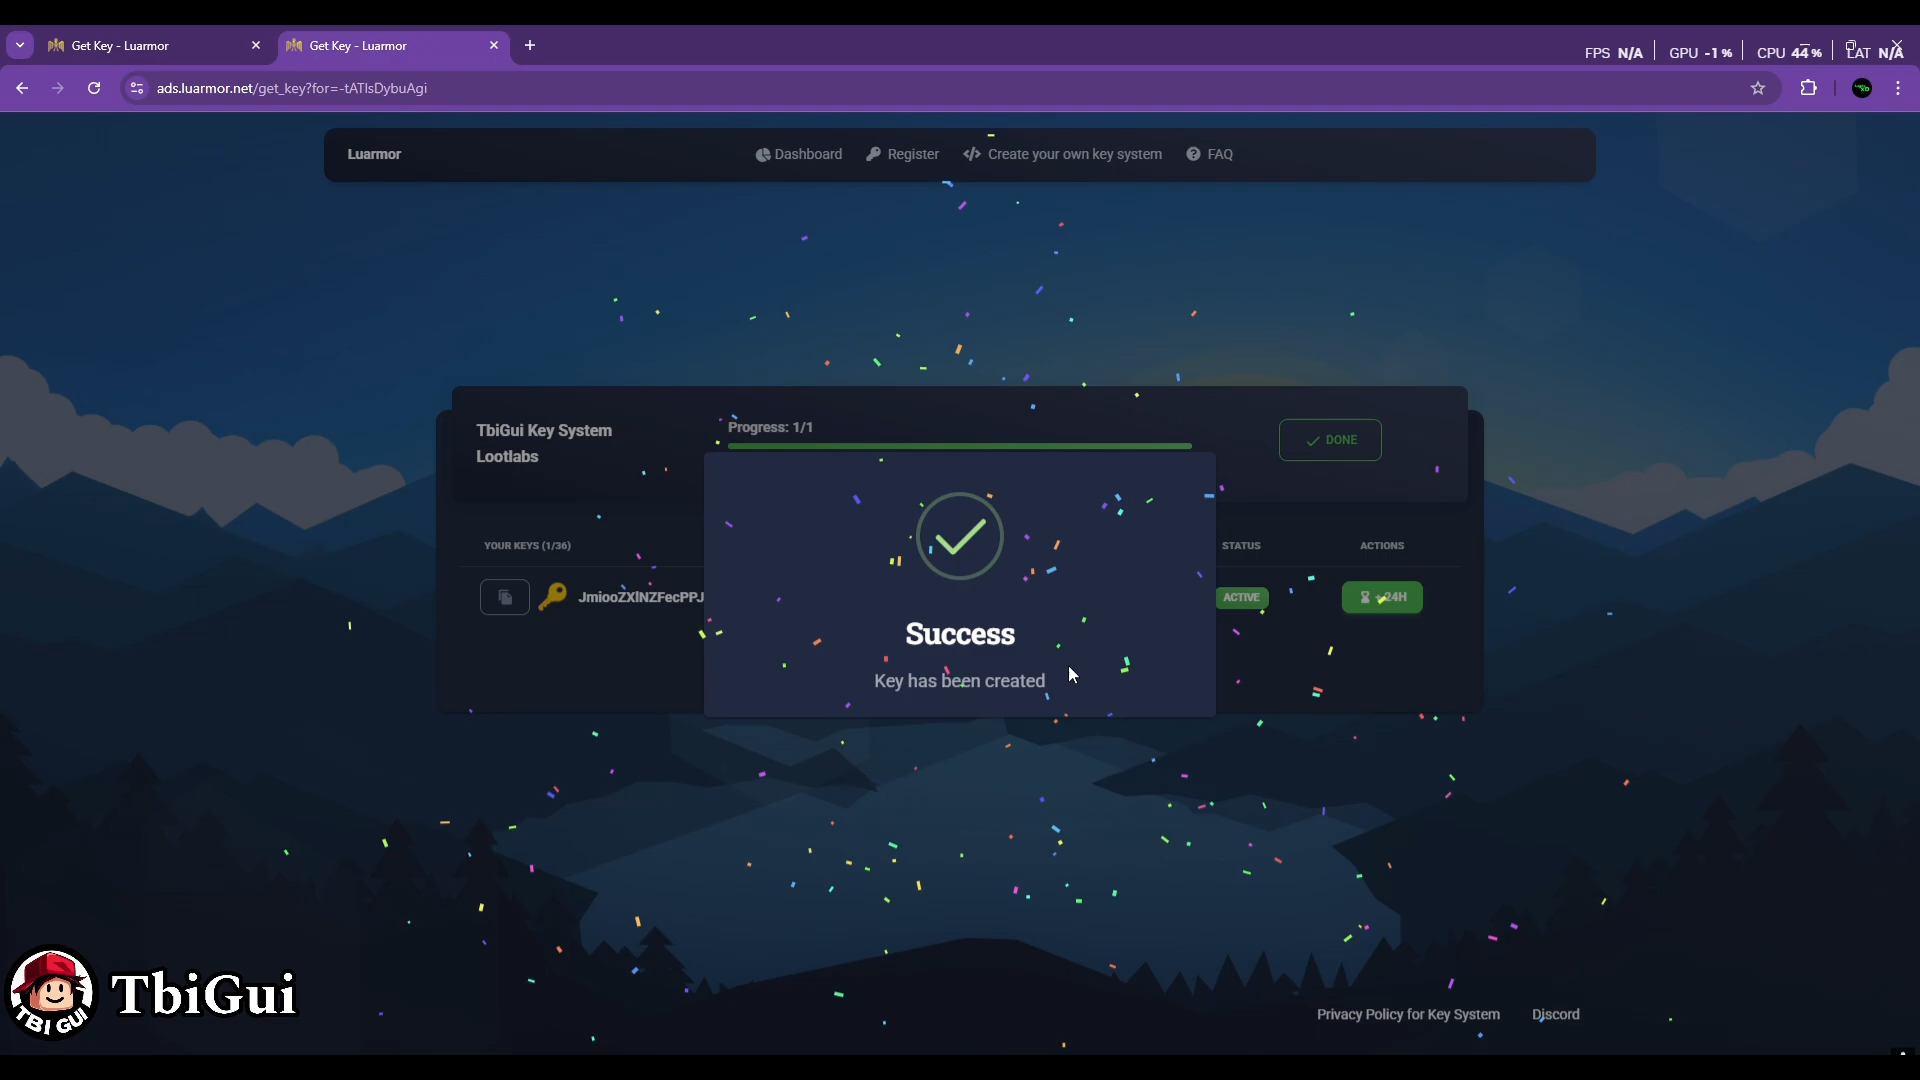 Get Key - Luarmor
Get Key - Luarmor
FPS N/A GPU -1% CPU 44% LAT N/A
ads.luarmor.net/get_key?for=-tATlsDybuAgi
Luarmor
Dashboard
Register
Create your own key system
FAQ
TbiGui Key System
Lootlabs
Progress: 1/1
DONE
YOUR KEYS (1/36)
STATUS
ACTIONS
JmiooZXlNZFecPPJ
ACTIVE
+ 24H
Success
Key has been created
Privacy Policy for Key System
Discord
TBI GUI
TbiGui